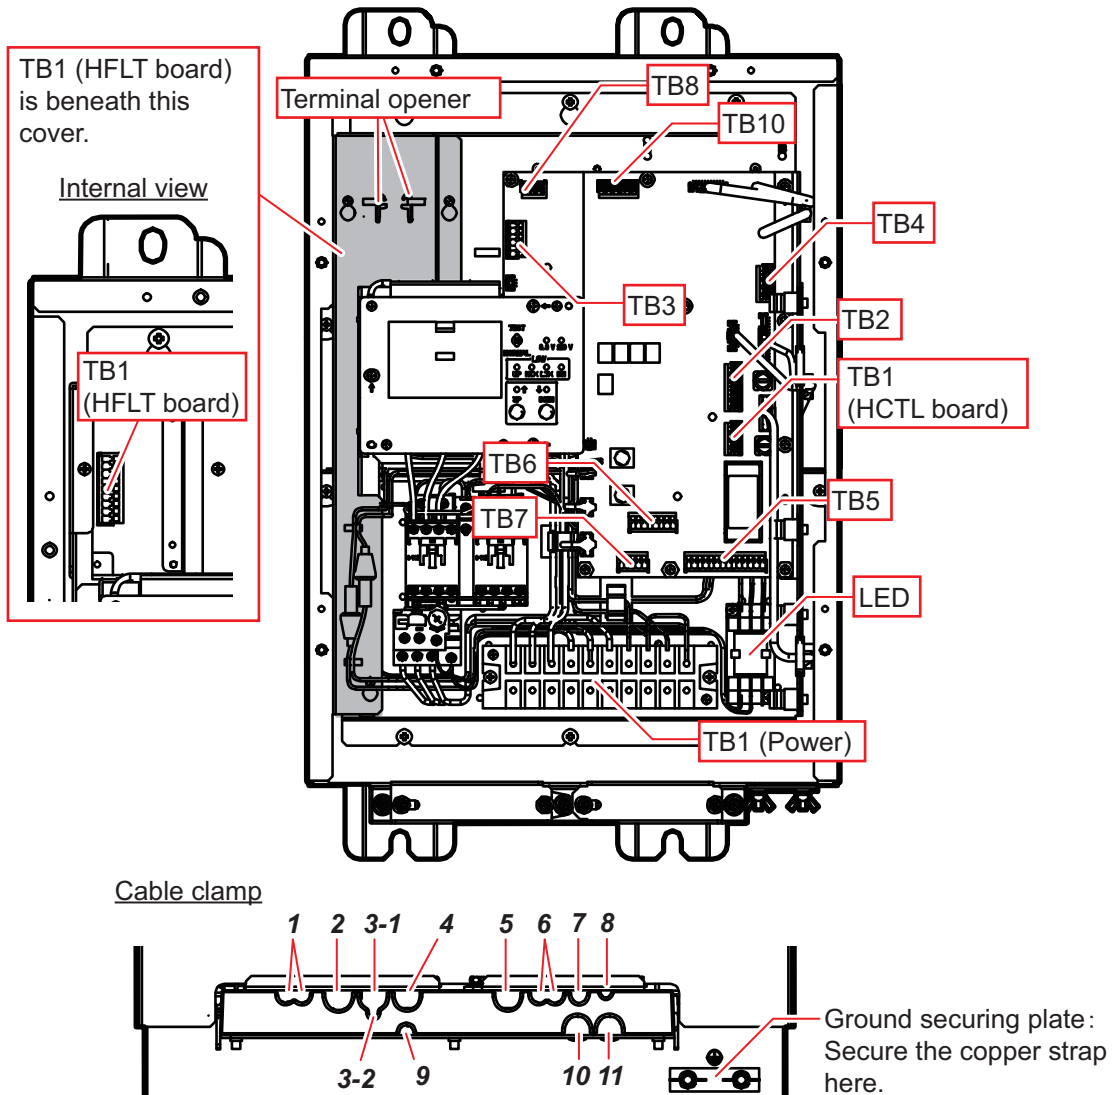 TB1 (HFLT board)
is beneath this
cover.
Internal view
TB1
(HFLT board)
Terminal opener
TB8
TB10
TB4
TB3
TB2
TB1
(HCTL board)
TB6
TB7
TB5
LED
TB1 (Power)
TEST
Cable clamp
1 2 3-1 4 5 6 7 8
3-2 9 10 11
Ground securing plate:
Secure the copper strap
here.